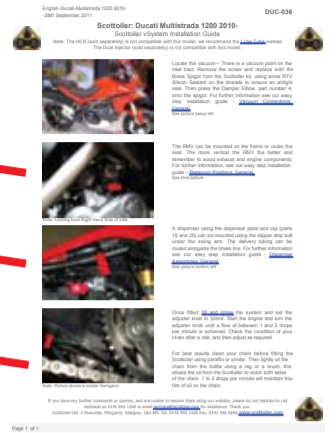 English-Ducati-Multistrada 1200 2010-
-28th September 2011
DUC-036
Scottoiler: Ducati Multistrada 1200 2010-
Scottoiler vSystem Installation Guide
Note: The HCR (sold separately) is not compatible with this model, we recommend the Lube Tube instead
The Dual Injector (sold separately) is not compatible with this model.
Locate the vacuum – There is a vacuum point on the
inlet tract. Remove the screw and replace with the
Brass Spigot from the Scottoiler kit, using some RTV
Silicon Sealant on the threads to ensure an airtight
seal. Then press the Damper Elbow, part number 4,
onto the spigot. For further information see our easy
step installation guide - Vacuum Connections,
General
See picture below left
The RMV can be mounted on the frame or under the
seat. The more vertical the RMV the better and
remember to avoid exhaust and engine components.
For further information, see our easy step installation
guide – Reservoir Positions, General
See third picture
Note: Looking from Right Hand Side of bike
A dispenser using the dispenser plate and clip (parts
19 and 20) can be mounted using the slipper strip bolt
under the swing arm. The delivery tubing can be
routed alongside the brake line. For further information
see our easy step installation guide - Dispenser
Assemblies, General
See picture bottom left
Once fitted, fill and prime the system and set the
adjuster knob to 'prime'. Start the engine and turn the
adjuster knob until a flow of between 1 and 2 drops
per minute is achieved. Check the condition of your
chain after a ride, and then adjust as required.
For best results clean your chain before fitting the
Scottoiler using paraffin or similar. Then lightly oil the
chain from the bottle using a rag or a brush, this
allows the oil from the Scottoiler to reach both sides
of the chain. 1 to 2 drops per minute will maintain this
film of oil on the chain.
Note: Picture shows a similar Swingarm
If you have any further comments or queries, and are unable to resolve them using our website, please do not hesitate to call
for assistance. Thank you.
www.scottoiler.com
Page 1 of 1